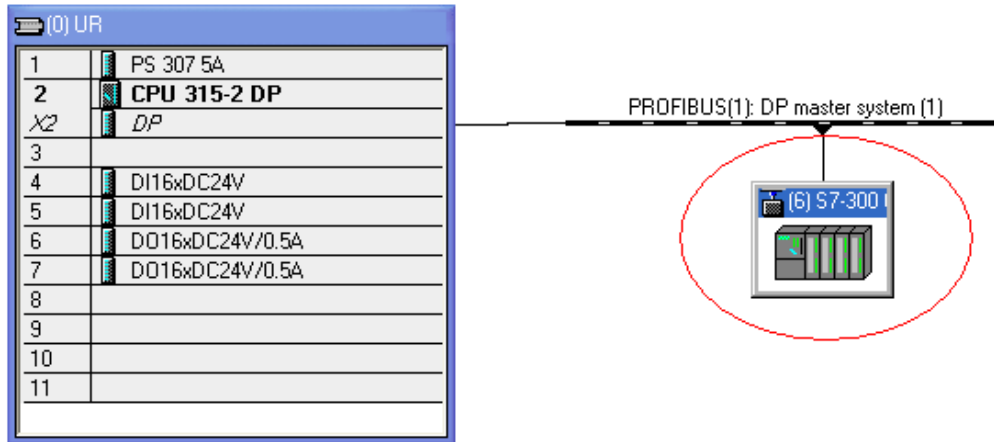 (0) UR
1 PS 307 5A
2 CPU 315-2 DP
X2 DP
3
4 DI16xDC24V
5 DI16xDC24V
6 DO16xDC24V/0.5A
7 DO16xDC24V/0.5A
8
9
10
11
PROFIBUS(1): DP master system (1)
(6) S7-300